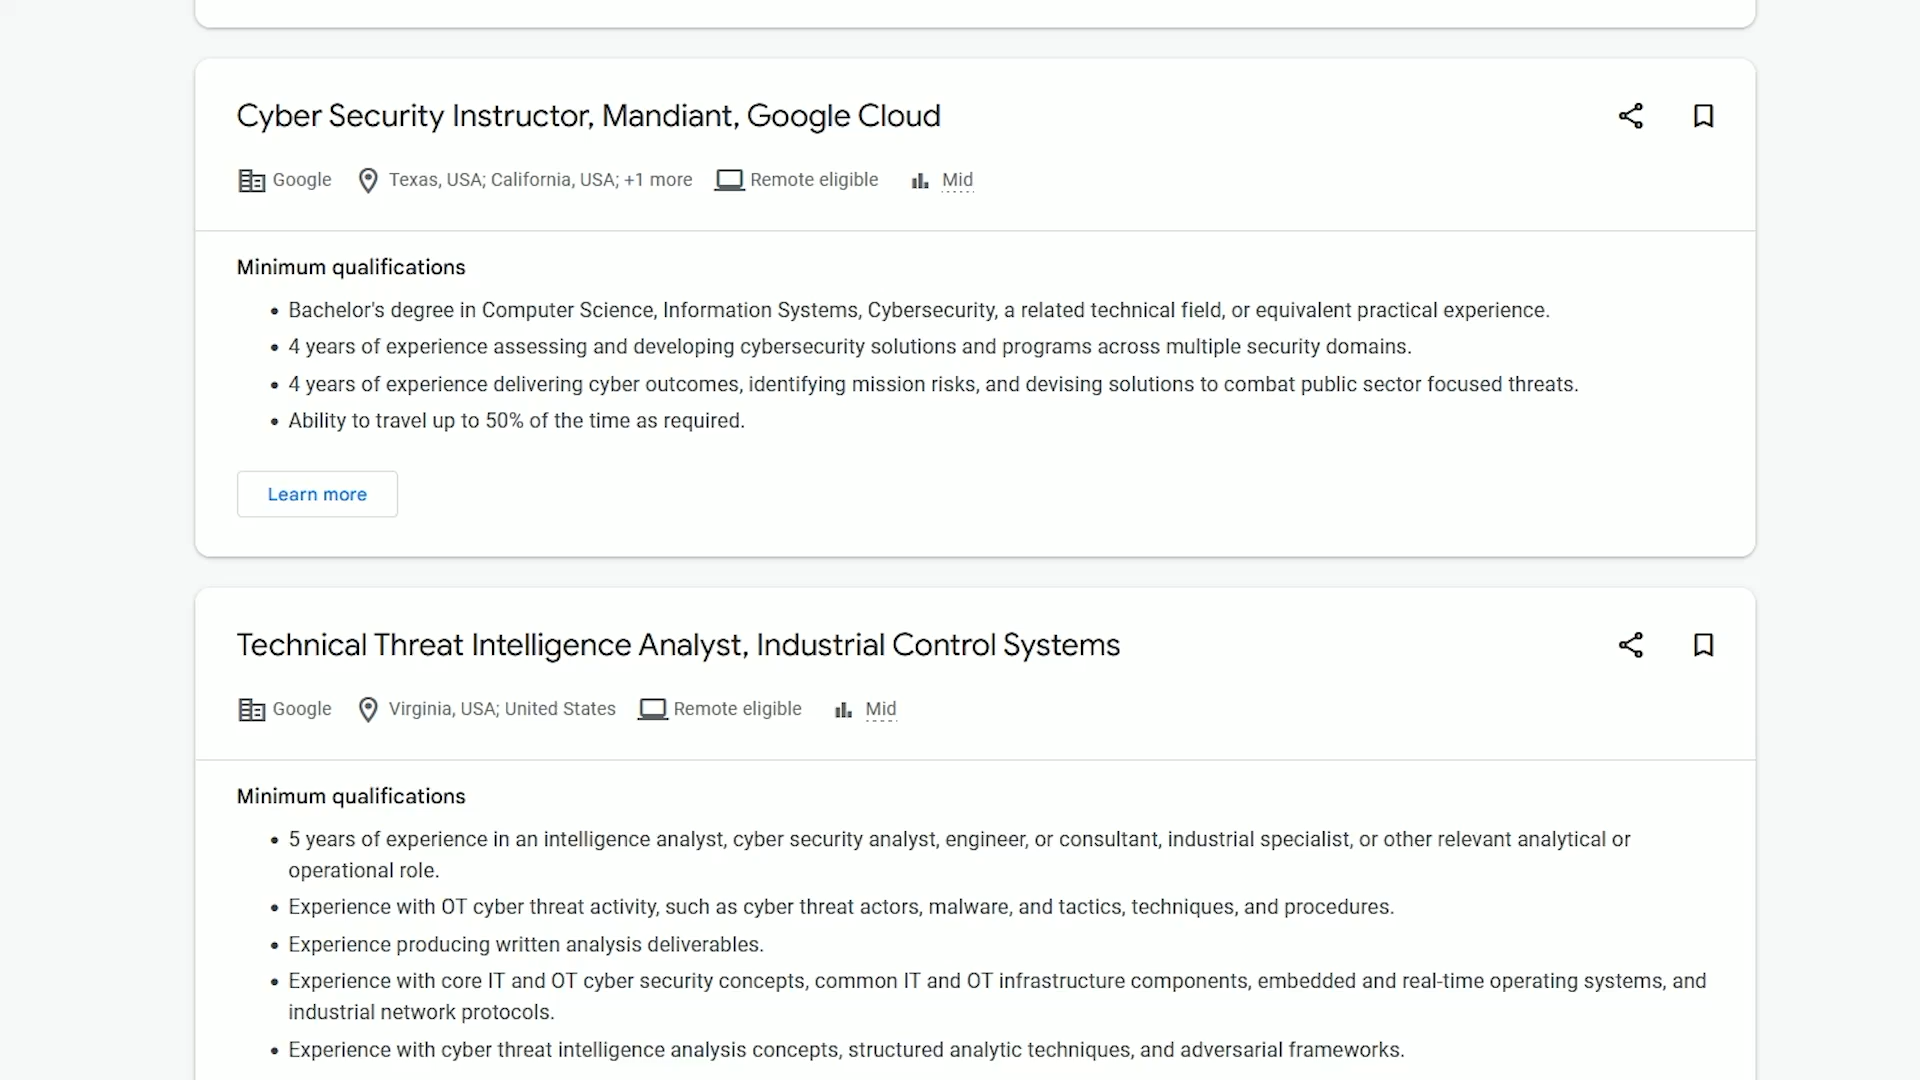 Cyber Security Instructor, Mandiant, Google Cloud
Google Texas, USA; California, USA; +1 more Remote eligible Mid
Minimum qualifications
• Bachelor's degree in Computer Science, Information Systems, Cybersecurity, a related technical field, or equivalent practical experience.
• 4 years of experience assessing and developing cybersecurity solutions and programs across multiple security domains.
• 4 years of experience delivering cyber outcomes, identifying mission risks, and devising solutions to combat public sector focused threats.
• Ability to travel up to 50% of the time as required.
Learn more
Technical Threat Intelligence Analyst, Industrial Control Systems
Google Virginia, USA; United States Remote eligible Mid
Minimum qualifications
• 5 years of experience in an intelligence analyst, cyber security analyst, engineer, or consultant, industrial specialist, or other relevant analytical or
operational role.
• Experience with OT cyber threat activity, such as cyber threat actors, malware, and tactics, techniques, and procedures.
• Experience producing written analysis deliverables.
• Experience with core IT and OT cyber security concepts, common IT and OT infrastructure components, embedded and real-time operating systems, and
industrial network protocols.
• Experience with cyber threat intelligence analysis concepts, structured analytic techniques, and adversarial frameworks.